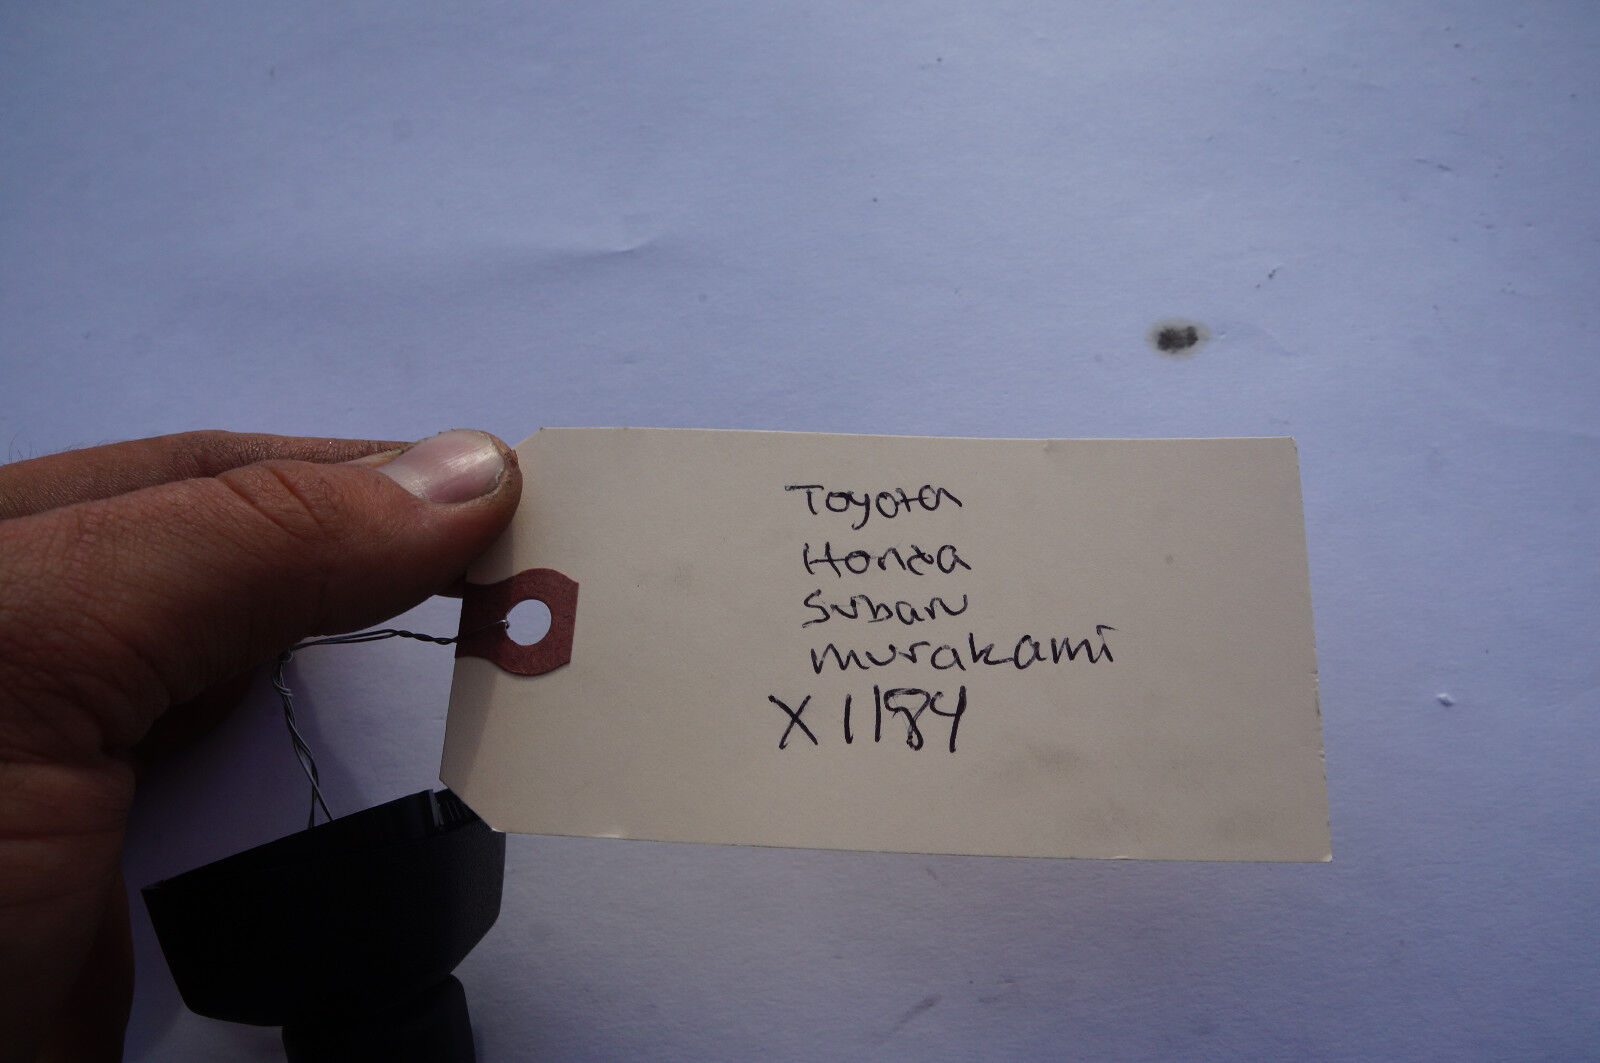 Toyota
Honda
Subaru
murakami
X1184